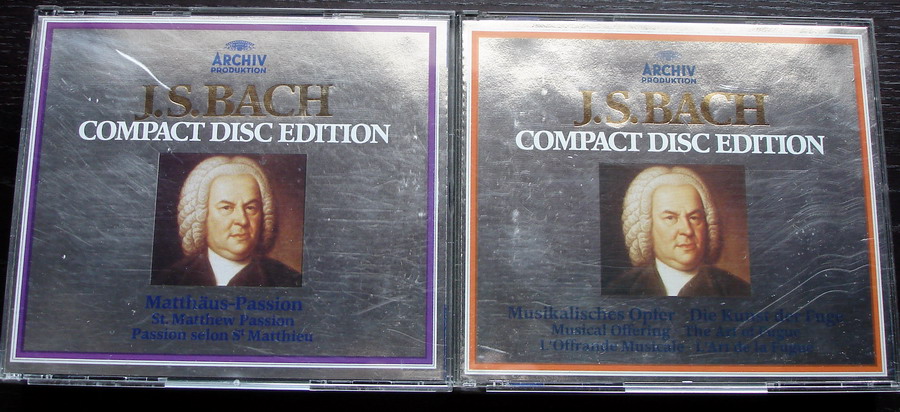 ARCHIV
PRODUKTION
J.S.BACH
COMPACT DISC EDITION
Matthäus-Passion
St. Matthew Passion
Passion selon St Matthieu
ARCHIV
PRODUKTION
J.S.BACH
COMPACT DISC EDITION
Musikalisches Opfer Die Kunst der Fuge
Musical Offering The Art of Fugue
L'Offrande Musicale L'Art de la Fugue